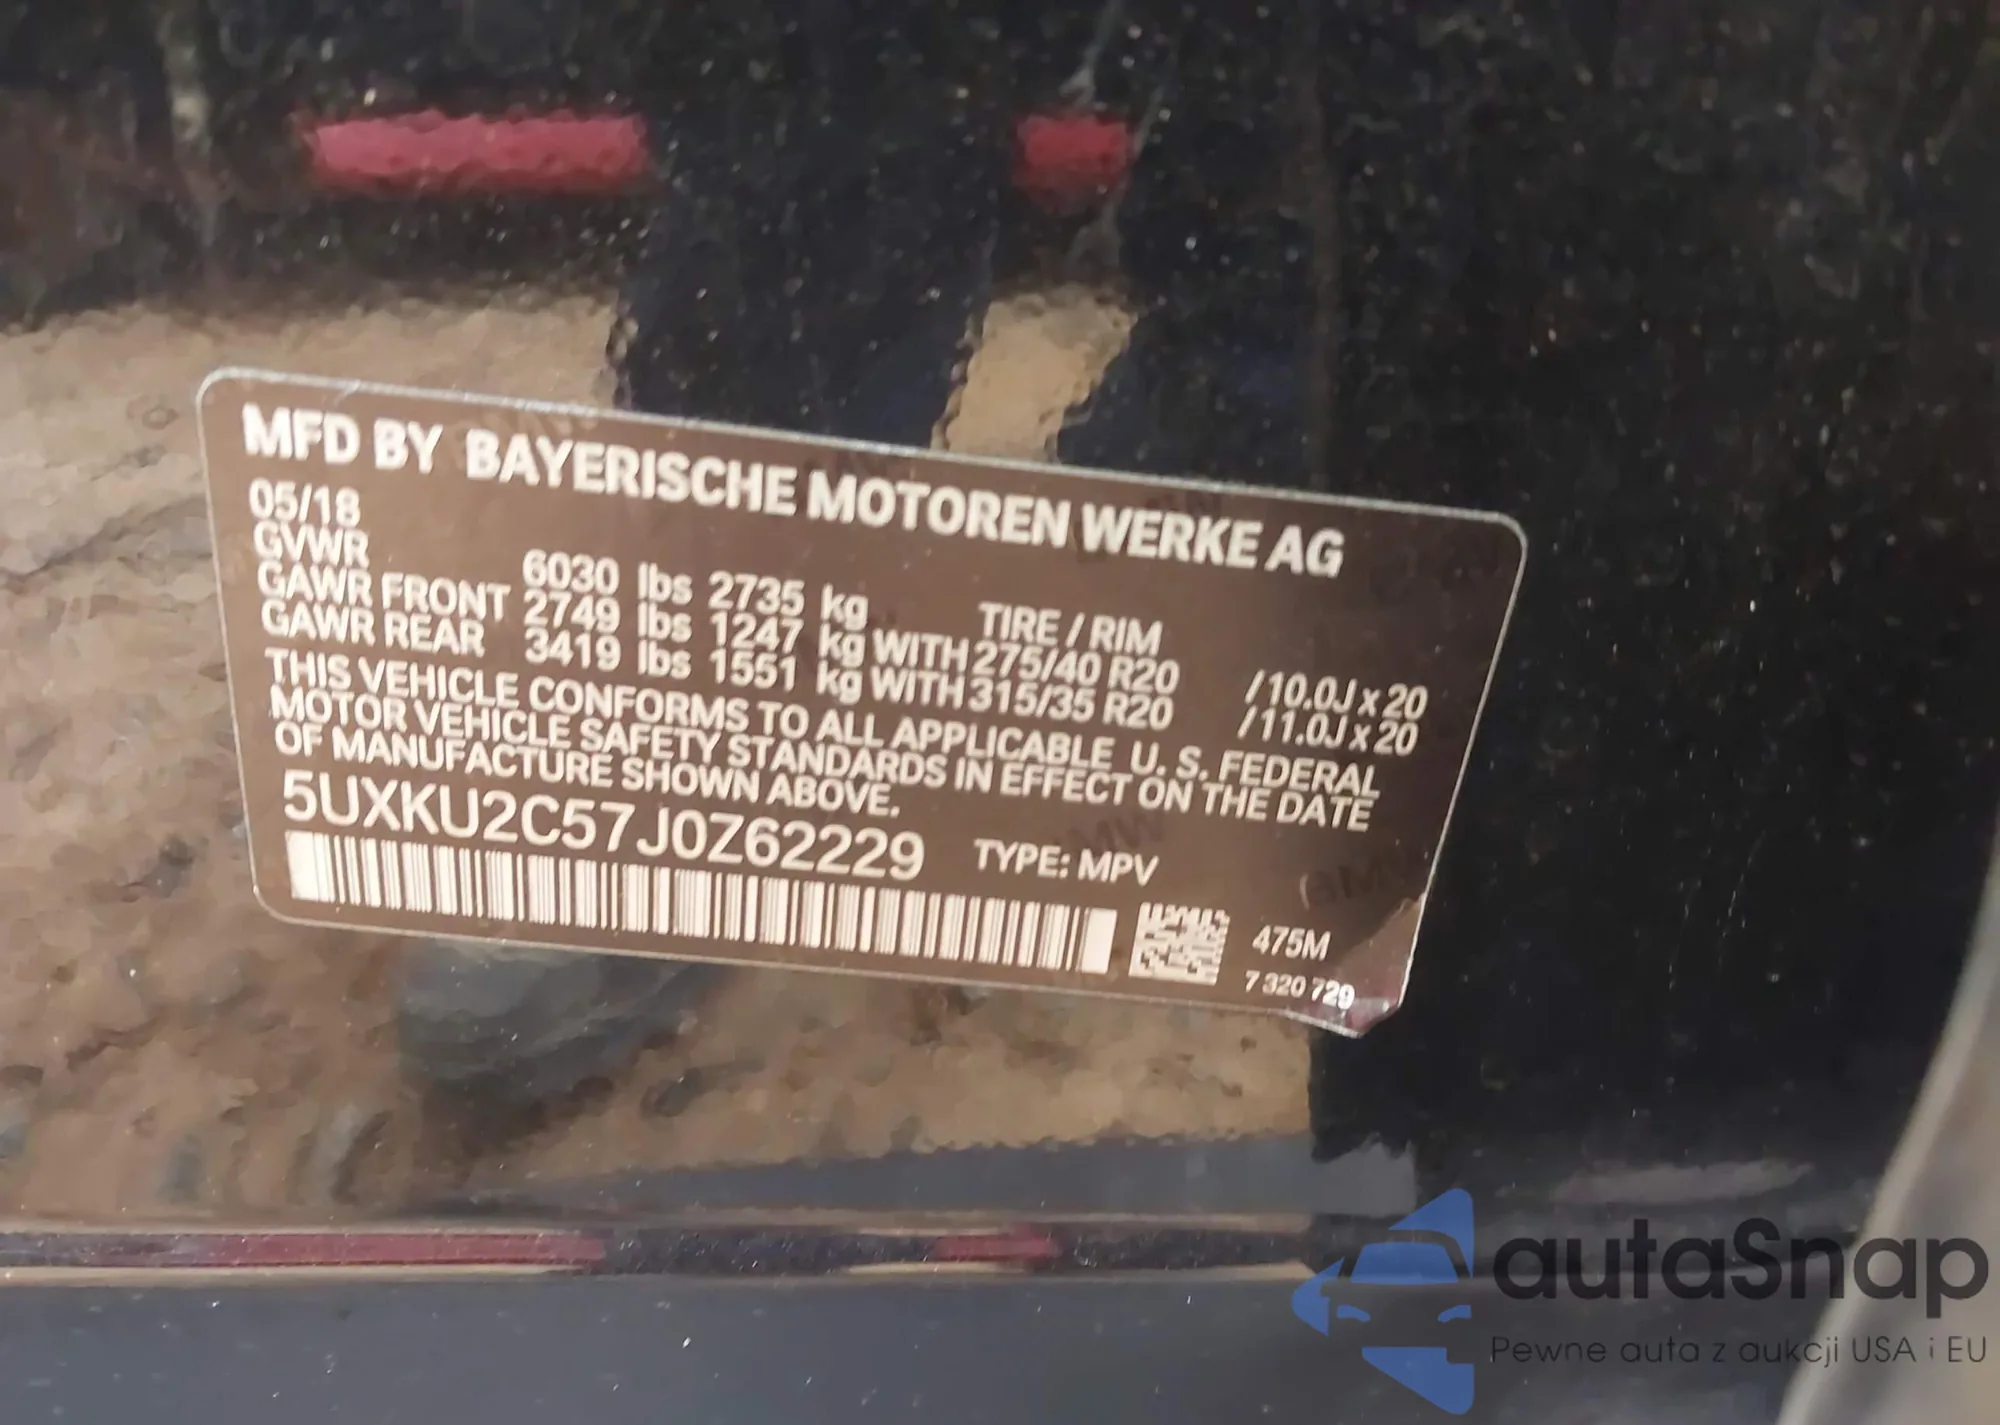 MFD BY BAYERISCHE MOTOREN WERKE AG
05/18
GVWR 6030 lbs 2735 kg TIRE / RIM
GAWR FRONT 2749 lbs 1247 kg WITH 275/40 R20 /10.0J x 20
GAWR REAR 3419 lbs 1551 kg WITH 315/35 R20 /11.0J x 20
THIS VEHICLE CONFORMS TO ALL APPLICABLE U. S. FEDERAL
MOTOR VEHICLE SAFETY STANDARDS IN EFFECT ON THE DATE
OF MANUFACTURE SHOWN ABOVE.
5UXKU2C57J0Z62229 TYPE: MPV
475M
7 320 729
autaSnap
Pewne auta z aukcji USA i EU